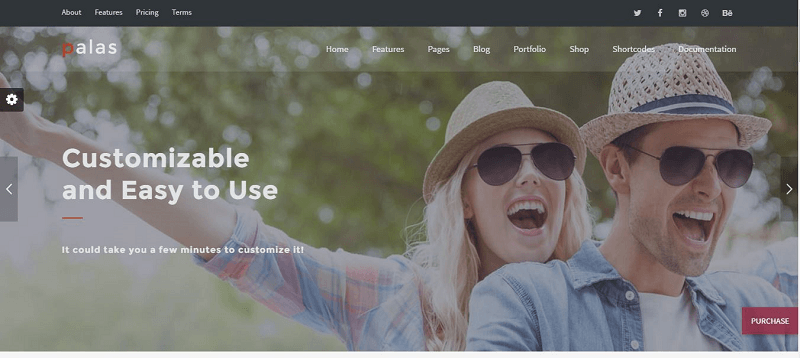 About Features Pricing Terms
palas
Home Features Pages Blog Portfolio Shop Shortcodes Documentation
Customizable
and Easy to Use
It could take you a few minutes to customize it!
PURCHASE